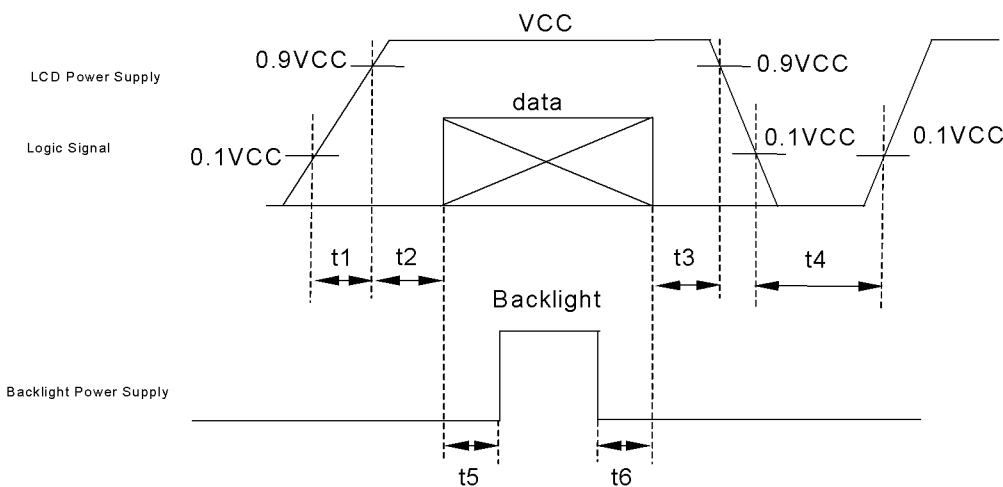 VCC
0.9VCC
0.9VCC
LCD Power Supply
data
Logic Signal
0.1VCC
0.1VCC
0.1VCC
t1
t2
t3
t4
Backlight
Backlight Power Supply
t5
t6